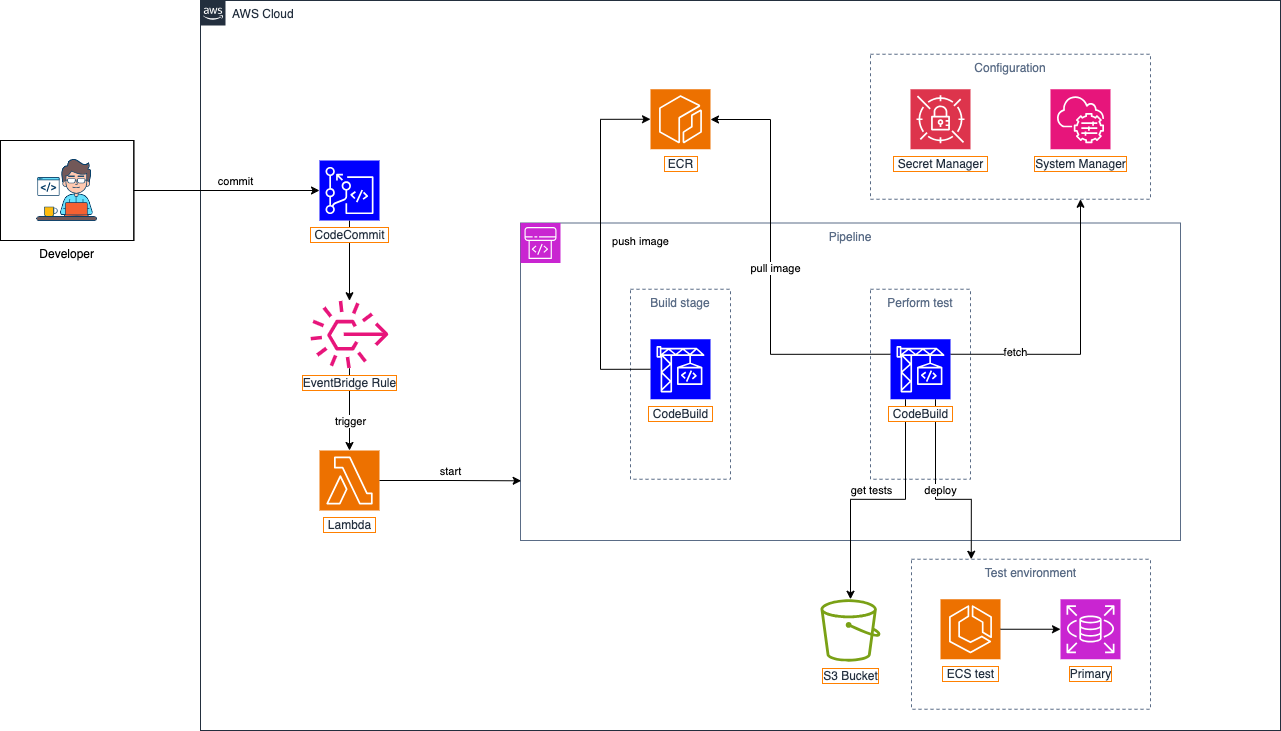 aws
AWS Cloud
Developer
</>
commit
CodeCommit
</>
EventBridge Rule
trigger
Lambda
start
ECR
push image
pull image
Configuration
Secret Manager
System Manager
fetch
</>
Pipeline
Build stage
</>
CodeBuild
Perform test
</>
CodeBuild
get tests
deploy
S3 Bucket
Test environment
ECS test
Primary